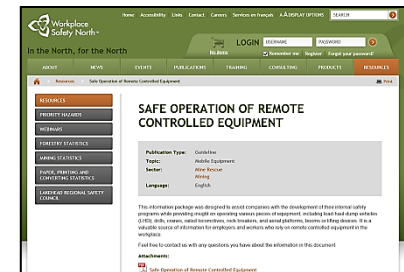 Home Accessibility Links Contact Careers Services en français A A DISPLAY OPTIONS SEARCH
Workplace
Safety North
In the North, for the North
No items
LOGIN USERNAME PASSWORD
Remember me Register Forgot your password?
ABOUT NEWS EVENTS PUBLICATIONS TRAINING CONSULTING PRODUCTS RESOURCES
Resources Safe Operation of Remote Controlled Equipment Print
RESOURCES
PRIORITY HAZARDS
WEBINARS
FORESTRY STATISTICS
MINING STATISTICS
PAPER, PRINTING AND
CONVERTING STATISTICS
LAKEHEAD REGIONAL SAFETY
COUNCIL
SAFE OPERATION OF REMOTE
CONTROLLED EQUIPMENT
Publication Type: Guideline
Topic: Mobile Equipment
Sector: Mine Rescue
Mining
Language: English
This information package was designed to assist companies with the development of their internal safety
programs while providing insight on operating various pieces of equipment, including load-haul-dump vehicles
(LHD), drills, cranes, railed locomotives, rock breakers, and aerial platforms, booms or lifting devices. It is a
valuable source of information for employers and workers who rely on remote controlled equipment in the
workplace.
Feel free to contact us with any questions you have about the information in this document
Attachments:
Safe Operation of Remote Controlled Equipment